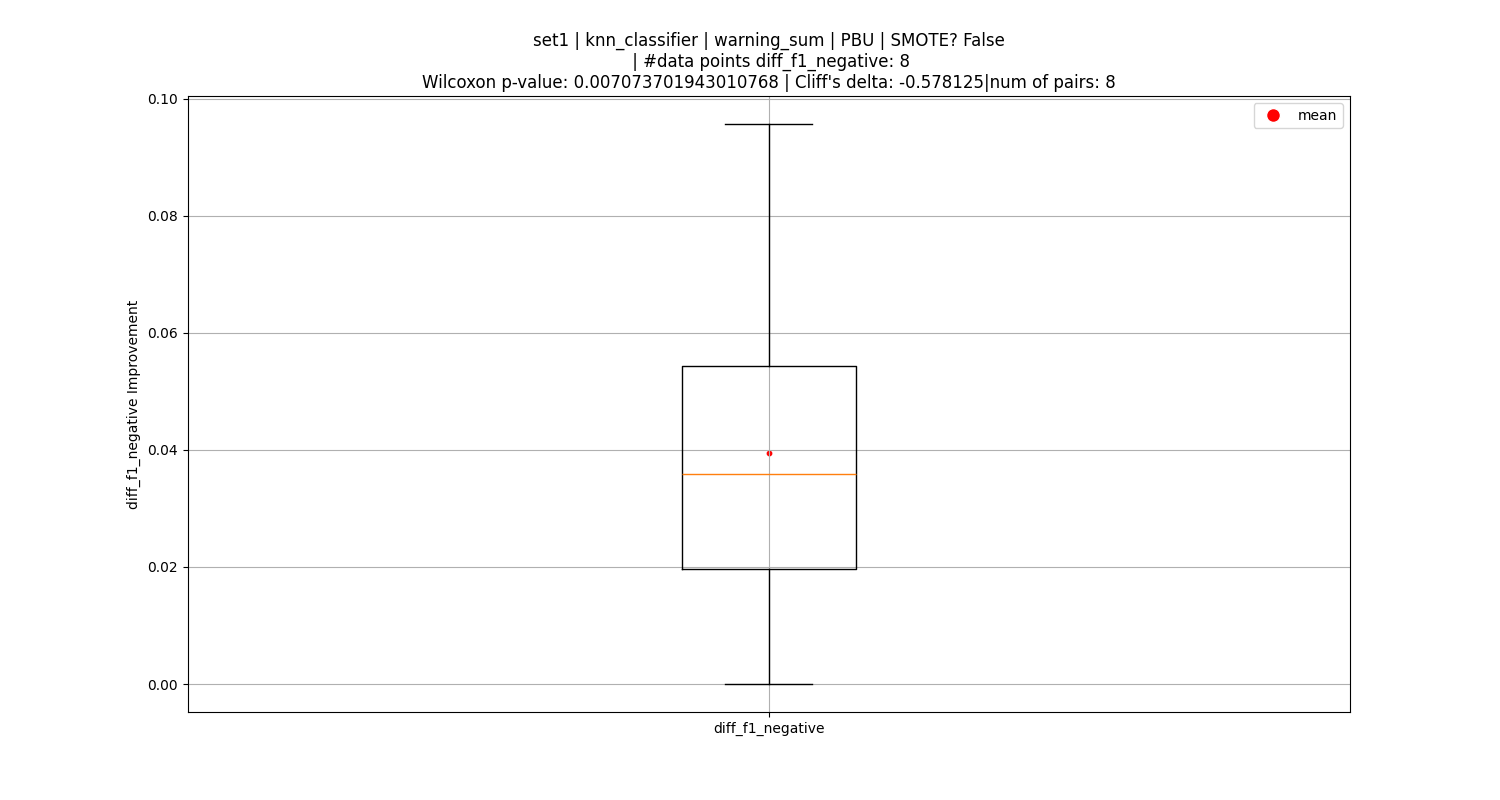 set1 | knn_classifier | warning_sum | PBU | SMOTE? False
| #data points diff_f1_negative: 8
Wilcoxon p-value: 0.007073701943010768 | Cliff's delta: -0.578125|num of pairs: 8
mean
0.10
0.08
0.06
0.04
0.02
0.00
diff_f1_negative Improvement
diff_f1_negative